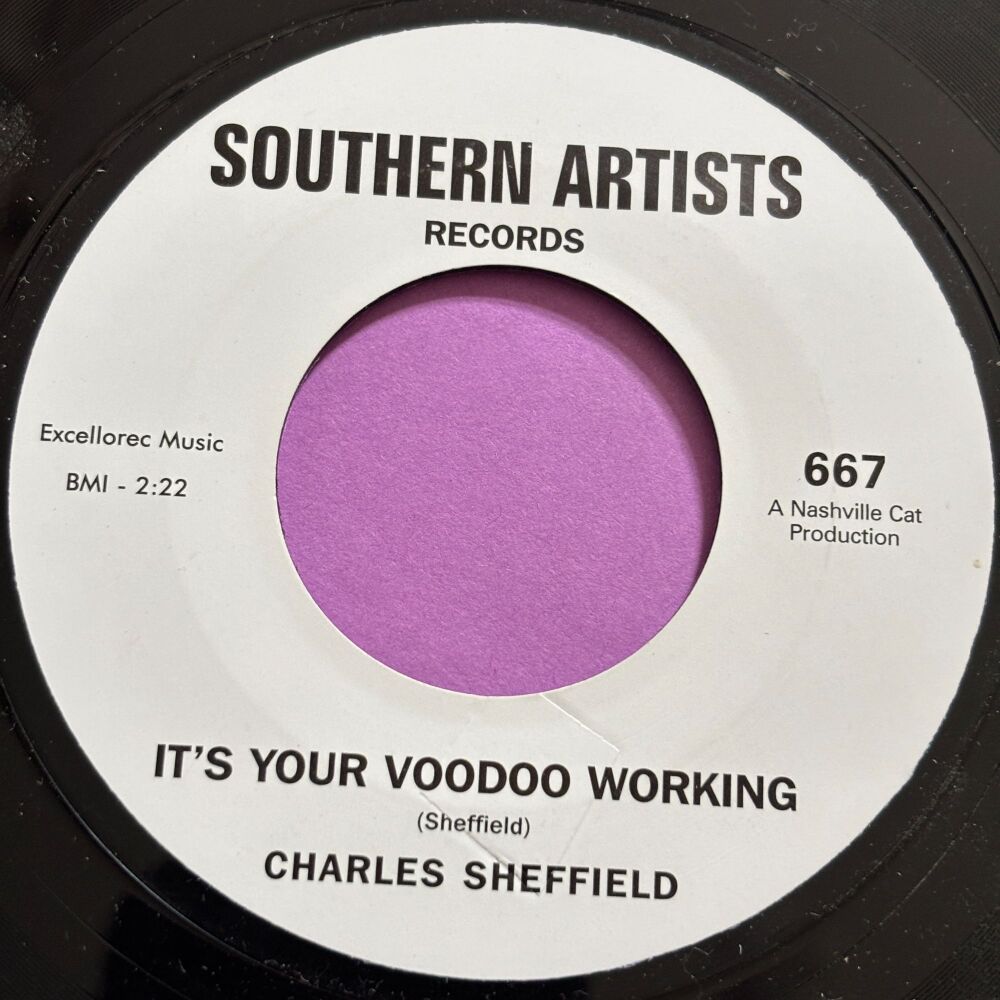 SOUTHERN ARTISTS
RECORDS
Excellorec Music
BMI - 2:22
667
A Nashville Cat
Production
IT'S YOUR VOODOO WORKING
(Sheffield)
CHARLES SHEFFIELD